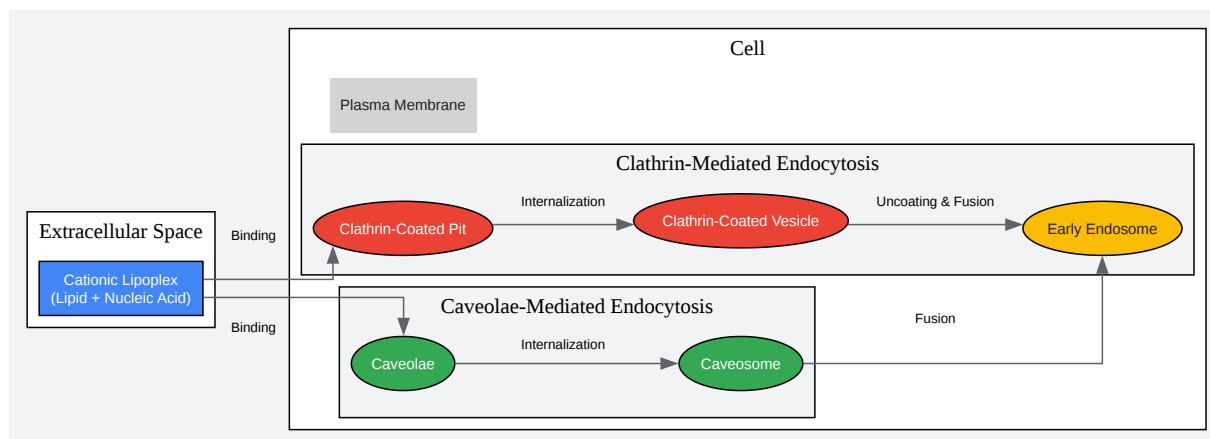 Cell
Plasma Membrane
Clathrin-Mediated Endocytosis
Clathrin-Coated Pit
Internalization
Clathrin-Coated Vesicle
Uncoating & Fusion
Early Endosome
Extracellular Space
Cationic Lipoplex
(Lipid + Nucleic Acid)
Binding
Binding
Caveolae-Mediated Endocytosis
Caveolae
Internalization
Caveosome
Fusion